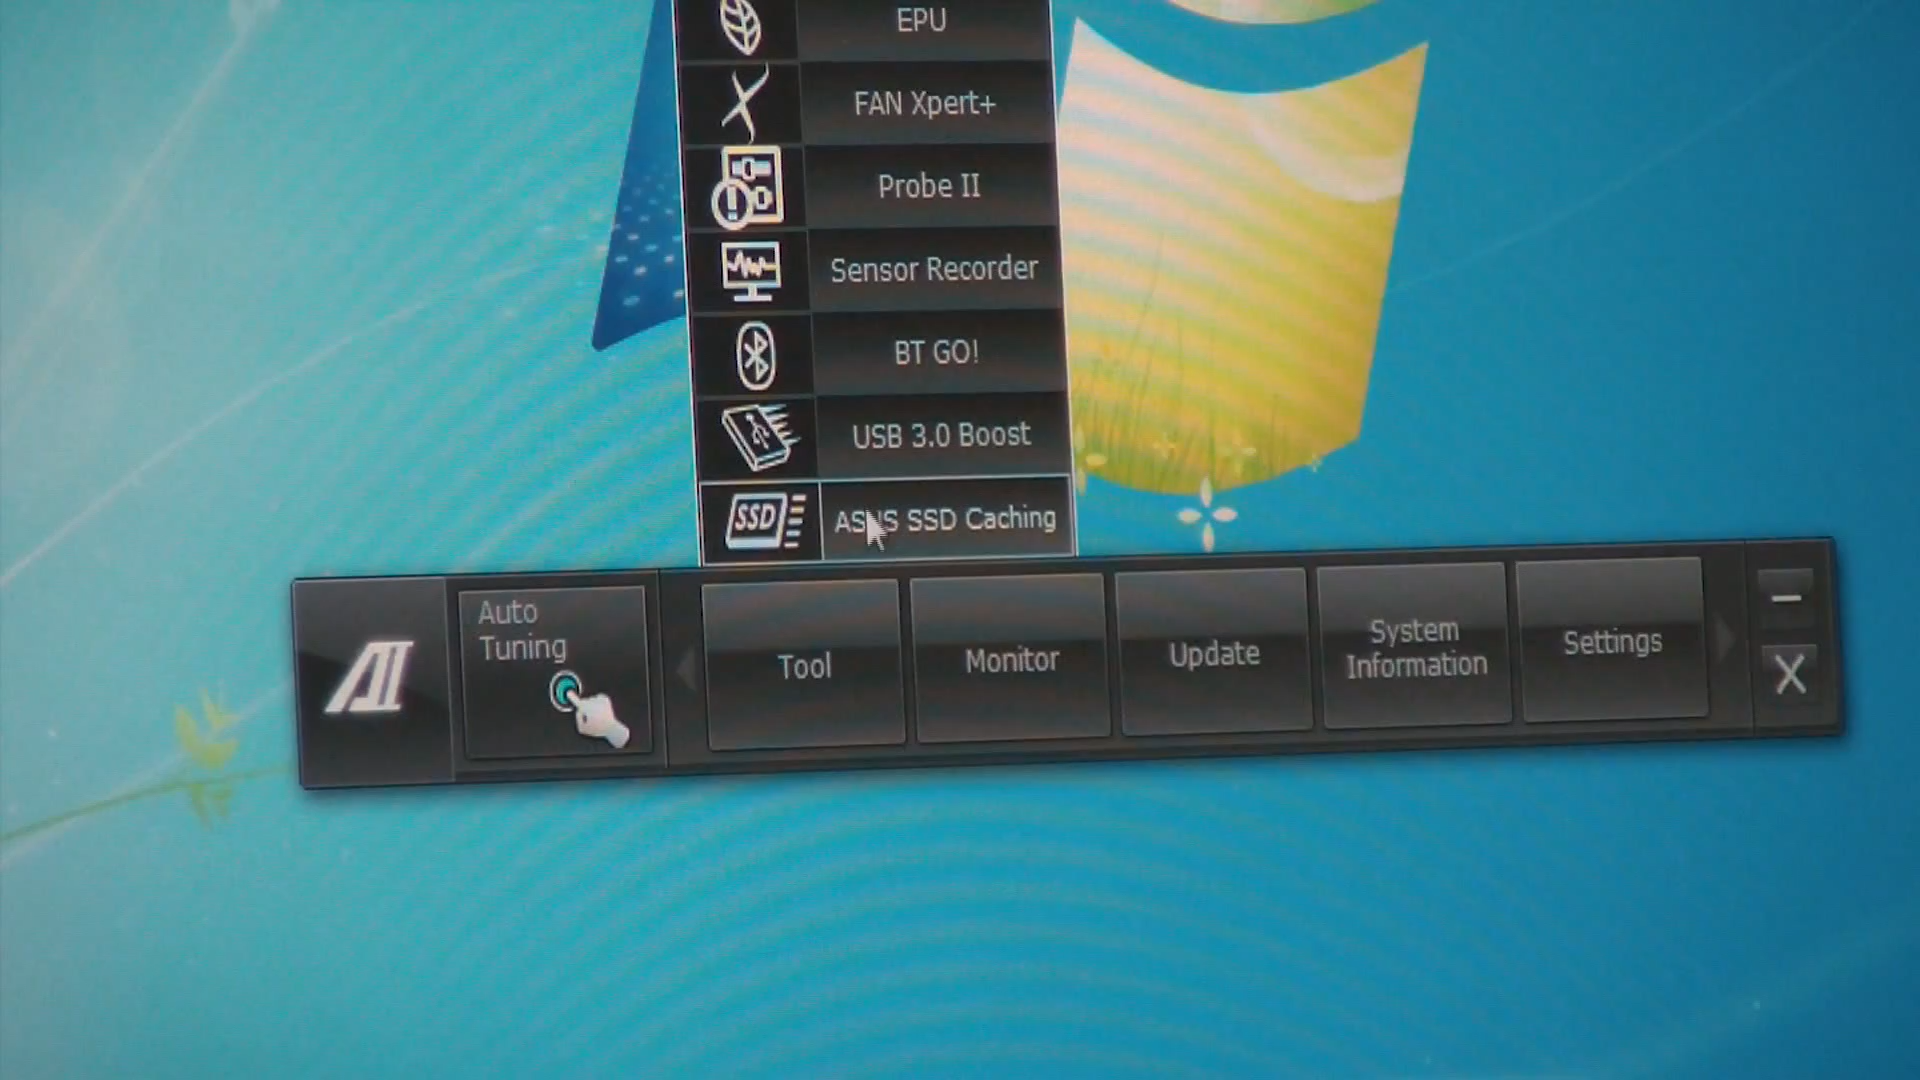 EPU
FAN Xpert+
Probe II
Sensor Recorder
BT GO!
USB 3.0 Boost
SSD
ASUS SSD Caching
AI
Auto
Tuning
Tool
Monitor
Update
System
Information
Settings